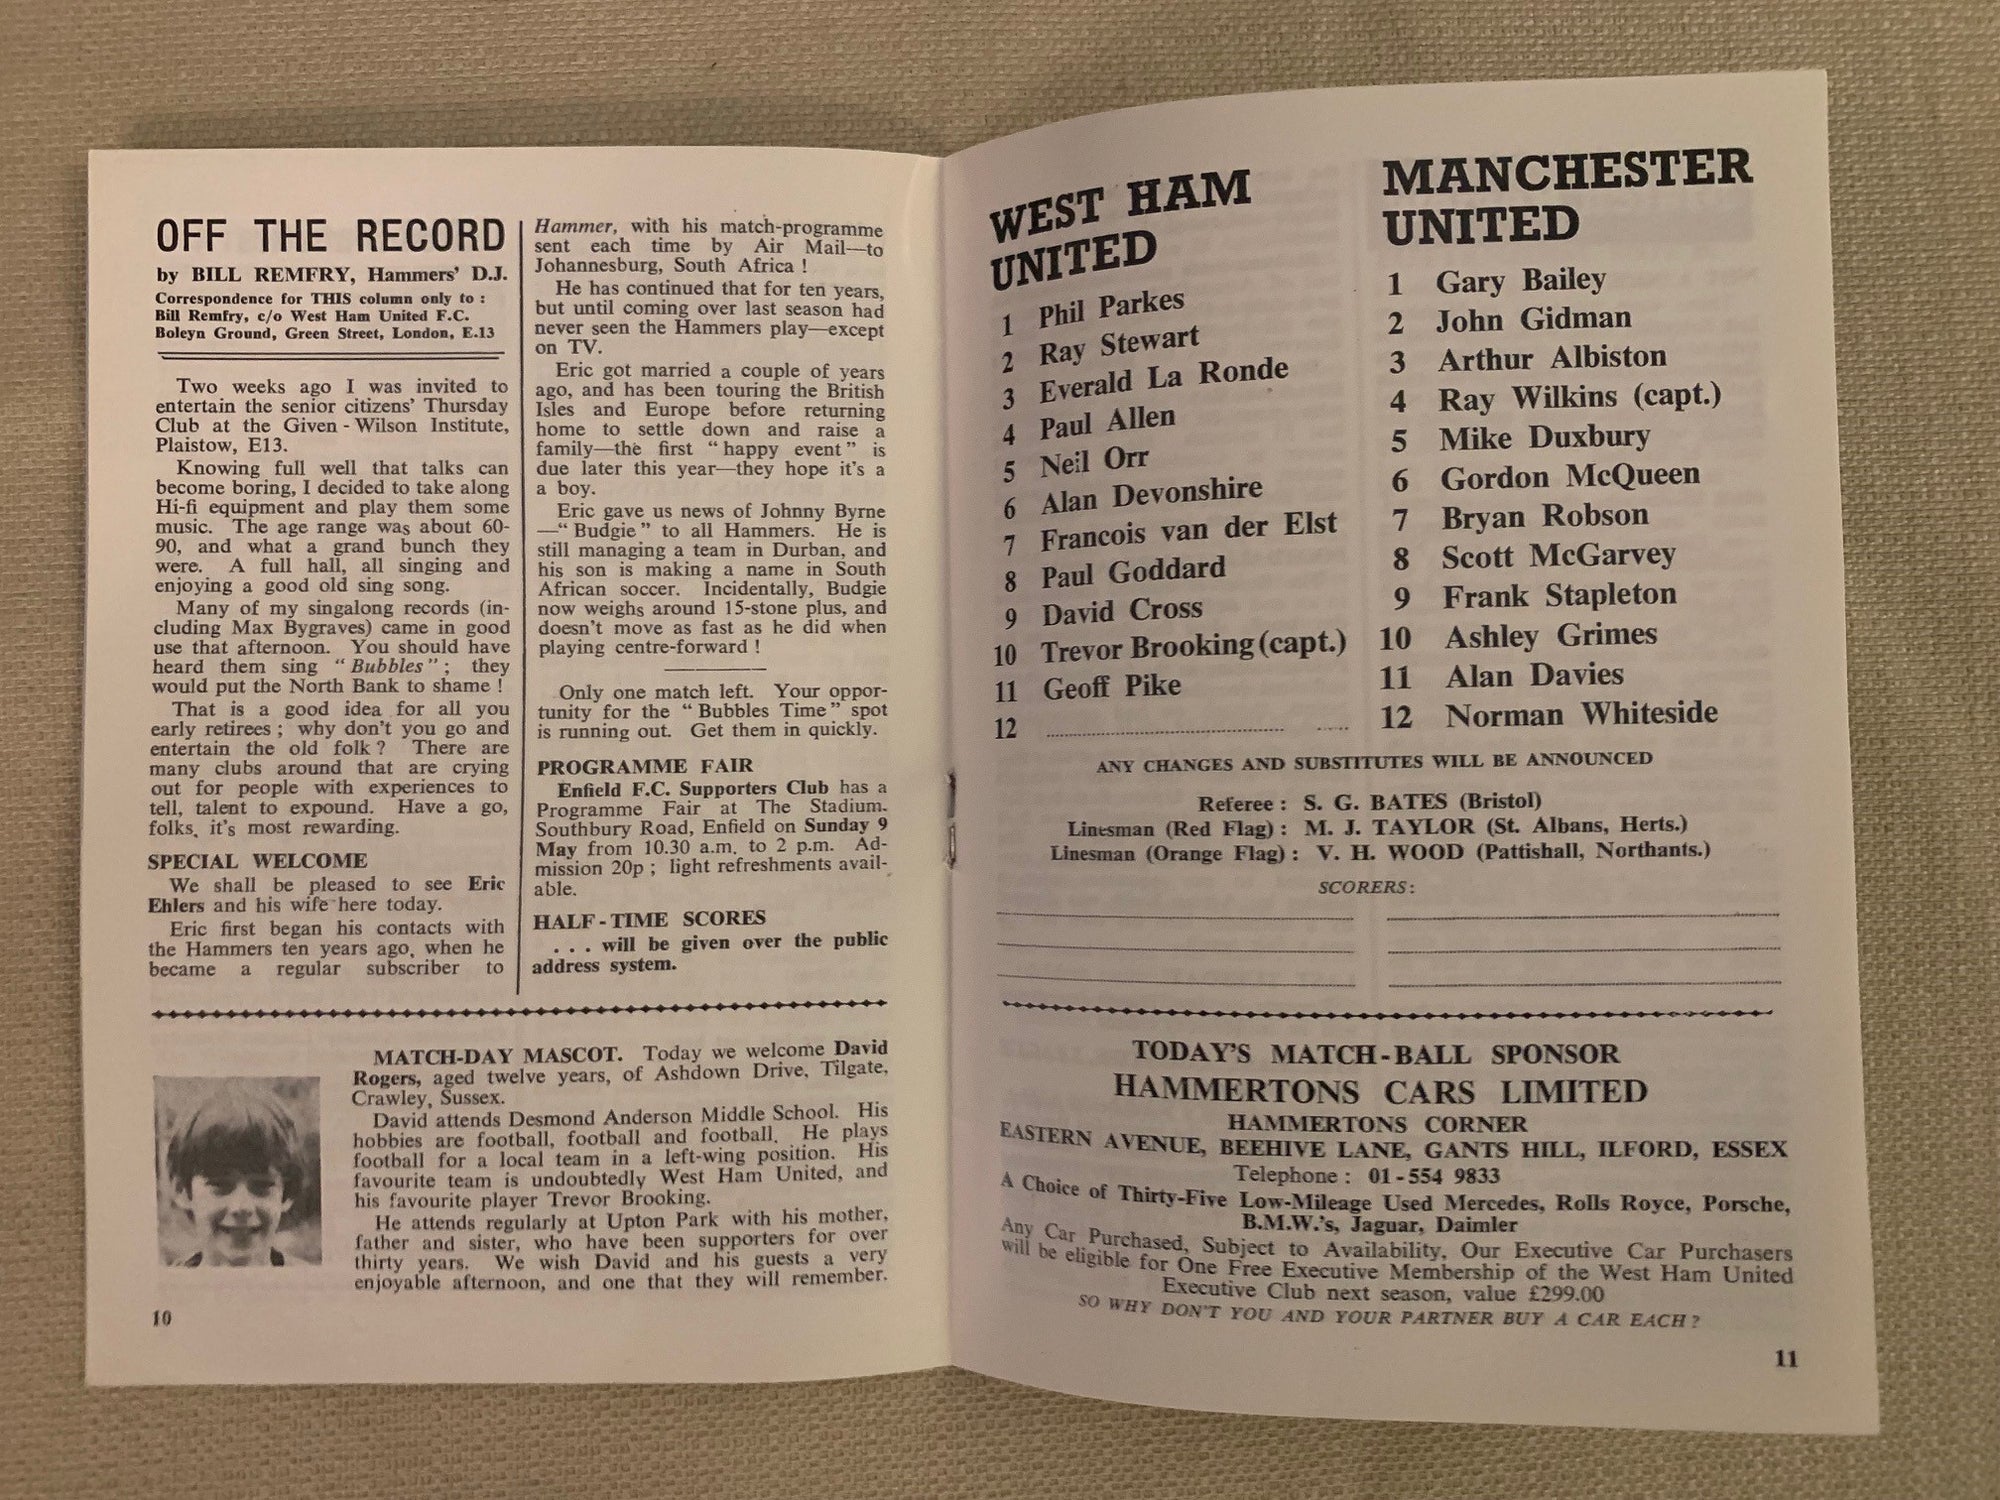 OFF THE RECORD
by BILL REMFRY, Hammers' D.J.
Correspondence for THIS column only to :
Bill Remfry, c/o West Ham United F.C.
Boleyn Ground, Green Street, London, E.13
Two weeks ago I was invited to
entertain the senior citizens' Thursday
Club at the Given - Wilson Institute,
Plaistow, E13.
Knowing full well that talks can
become boring, I decided to take along
Hi-fi equipment and play them some
music. The age range was about 60-
90, and what a grand bunch they
were. A full hall, all singing and
enjoying a good old sing song.
Many of my singalong records (in-
cluding Max Bygraves) came in good
use that afternoon. You should have
heard them sing "Bubbles" ; they
would put the North Bank to shame !
That is a good idea for all you
early retirees ; why don't you go and
entertain the old folk ? There are
many clubs around that are crying
out for people with experiences to
tell, talent to expound. Have a go,
folks, it's most rewarding.
SPECIAL WELCOME
We shall be pleased to see Eric
Ehlers and his wife here today.
Eric first began his contacts with
the Hammers ten years ago, when he
became a regular subscriber to
Hammer, with his match-programme
sent each time by Air Mail—to
Johannesburg, South Africa !
He has continued that for ten years,
but until coming over last season had
never seen the Hammers play—except
on TV.
Eric got married a couple of years
ago, and has been touring the British
Isles and Europe before returning
home to settle down and raise a
family—the first "happy event" is
due later this year—they hope it's a
a boy.
Eric gave us news of Johnny Byrne
—"Budgie" to all Hammers. He is
still managing a team in Durban, and
his son is making a name in South
African soccer. Incidentally, Budgie
now weighs around 15-stone plus, and
doesn't move as fast as he did when
playing centre-forward !
Only one match left. Your oppor-
tunity for the "Bubbles Time" spot
is running out. Get them in quickly.
PROGRAMME FAIR
Enfield F.C. Supporters Club has a
Programme Fair at The Stadium,
Southbury Road, Enfield on Sunday 9
May from 10.30 a.m. to 2 p.m. Ad-
mission 20p ; light refreshments avail-
able.
HALF-TIME SCORES
. . . will be given over the public
address system.
MATCH-DAY MASCOT. Today we welcome David
Rogers, aged twelve years, of Ashdown Drive, Tilgate,
Crawley, Sussex.
David attends Desmond Anderson Middle School. His
hobbies are football, football and football. He plays
football for a local team in a left-wing position. His
favourite team is undoubtedly West Ham United, and
his favourite player Trevor Brooking.
He attends regularly at Upton Park with his mother,
father and sister, who have been supporters for over
thirty years. We wish David and his guests a very
enjoyable afternoon, and one that they will remember.
10
WEST HAM
UNITED
1 Phil Parkes
2 Ray Stewart
3 Everald La Ronde
4 Paul Allen
5 Neil Orr
6 Alan Devonshire
7 Francois van der Elst
8 Paul Goddard
9 David Cross
10 Trevor Brooking (capt.)
11 Geoff Pike
12
MANCHESTER
UNITED
1 Gary Bailey
2 John Gidman
3 Arthur Albiston
4 Ray Wilkins (capt.)
5 Mike Duxbury
6 Gordon McQueen
7 Bryan Robson
8 Scott McGarvey
9 Frank Stapleton
10 Ashley Grimes
11 Alan Davies
12 Norman Whiteside
ANY CHANGES AND SUBSTITUTES WILL BE ANNOUNCED
Referee : S. G. BATES (Bristol)
Linesman (Red Flag) : M. J. TAYLOR (St. Albans, Herts.)
Linesman (Orange Flag) : V. H. WOOD (Pattishall, Northants.)
SCORERS:
TODAY'S MATCH-BALL SPONSOR
HAMMERTONS CARS LIMITED
HAMMERTONS CORNER
EASTERN AVENUE, BEEHIVE LANE, GANTS HILL, ILFORD, ESSEX
Telephone : 01 - 554 9833
A Choice of Thirty-Five Low-Mileage Used Mercedes, Rolls Royce, Porsche,
B.M.W.'s, Jaguar, Daimler
Any Car Purchased, Subject to Availability, Our Executive Car Purchasers
will be eligible for One Free Executive Membership of the West Ham United
Executive Club next season, value £299.00
SO WHY DON'T YOU AND YOUR PARTNER BUY A CAR EACH ?
11